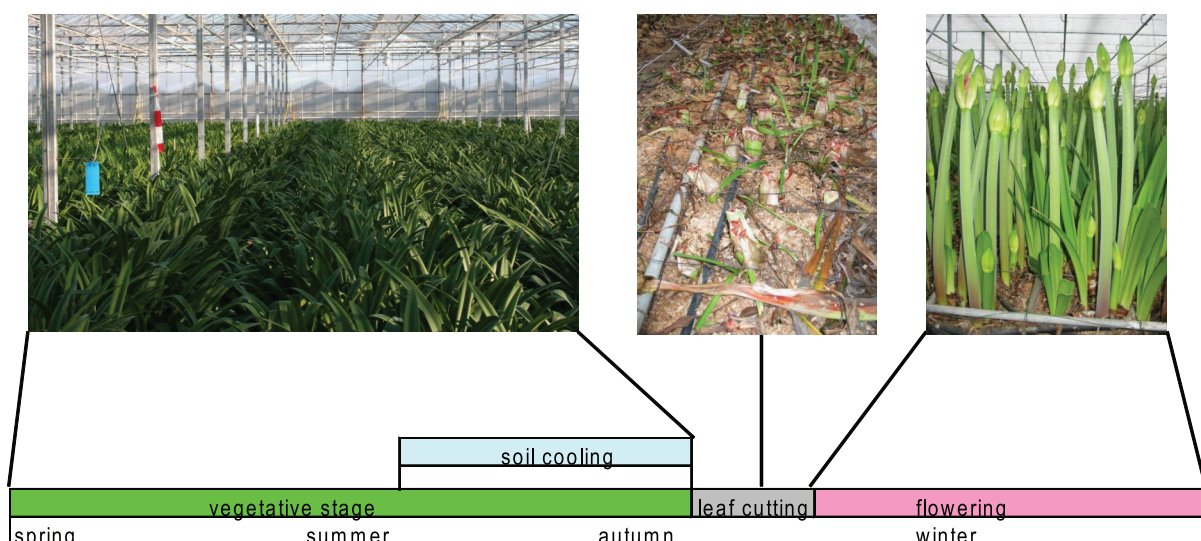 soil cooling
vegetative stage leaf cutting flowering
spring summer autumn winter